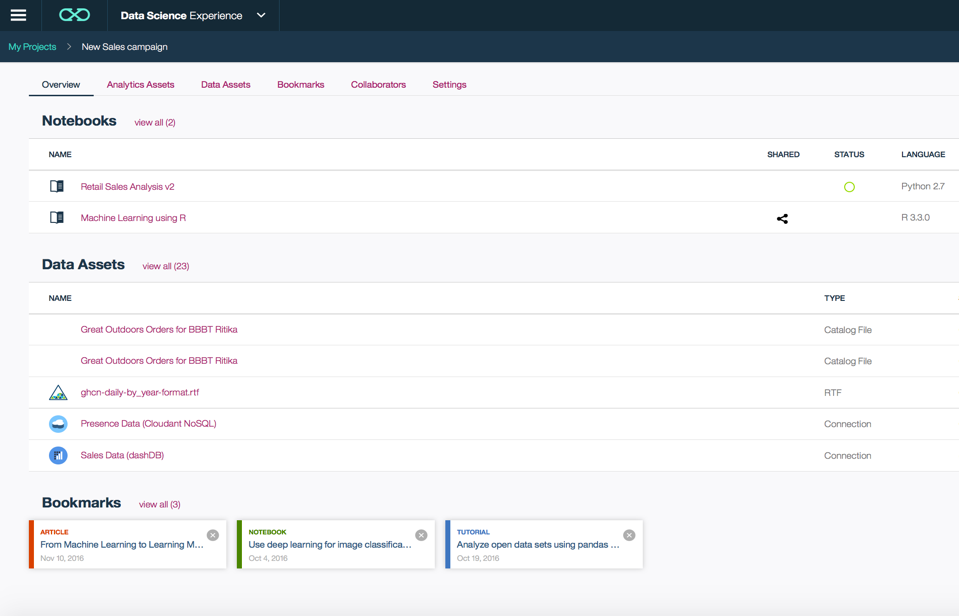 Data Science Experience
My Projects > New Sales campaign
Overview Analytics Assets Data Assets Bookmarks Collaborators Settings
Notebooks view all (2)
NAME SHARED STATUS LANGUAGE
Retail Sales Analysis v2 Python 2.7
Machine Learning using R R 3.3.0
Data Assets view all (23)
NAME TYPE
Great Outdoors Orders for BBBT Ritika Catalog File
Great Outdoors Orders for BBBT Ritika Catalog File
ghcn-daily-by_year-format.rtf RTF
Presence Data (Cloudant NoSQL) Connection
Sales Data (dashDB) Connection
Bookmarks view all (3)
ARTICLE
From Machine Learning to Learning M...
Nov 10, 2016
NOTEBOOK
Use deep learning for image classifica...
Oct 4, 2016
TUTORIAL
Analyze open data sets using pandas ...
Oct 19, 2016